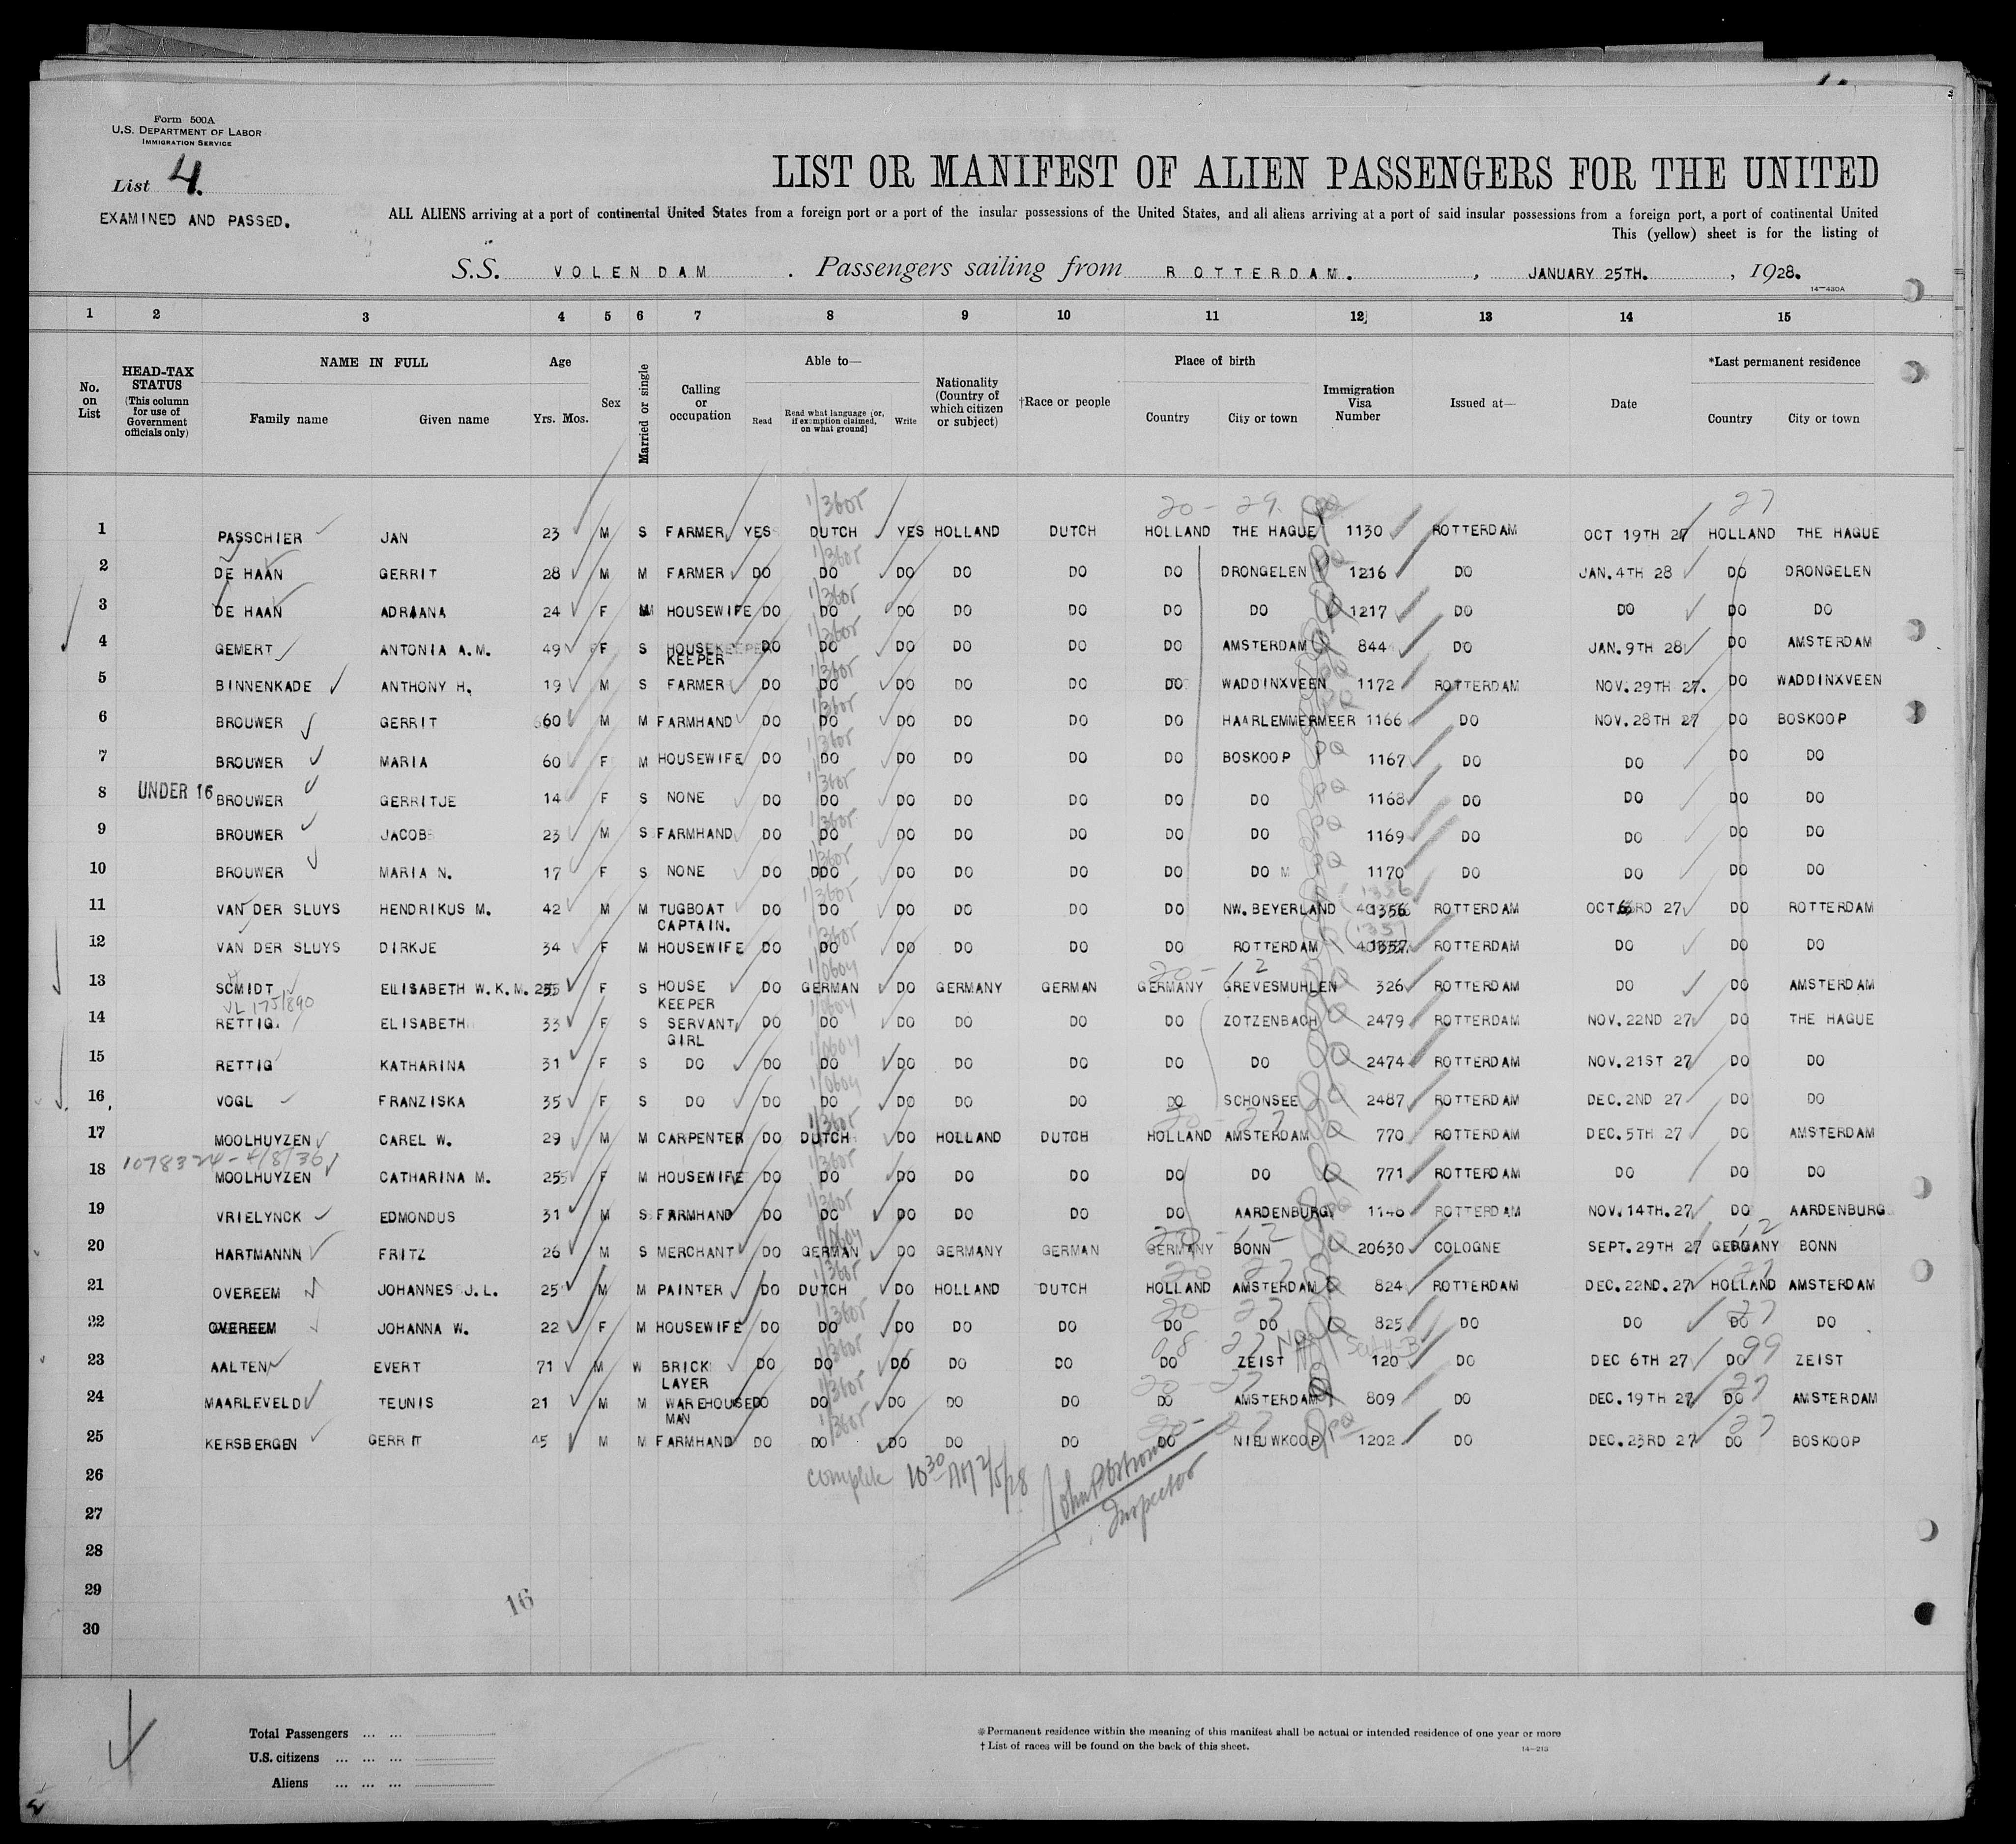 Form 500A
U.S. DEPARTMENT OF LABOR
IMMIGRATION SERVICE
List 4.
EXAMINED AND PASSED.
LIST OR MANIFEST OF ALIEN PASSENGERS FOR THE UNITED
ALL ALIENS arriving at a port of continental United States from a foreign port or a port of the insular possessions of the United States, and all aliens arriving at a port of said insular possessions from a foreign port, a port of continental United
This (yellow) sheet is for the listing of
S.S. VOLENDAM . Passengers sailing from ROTTERDAM. , JANUARY 25TH. , 1928.
14—430A
1 2 3 4 5 6 7 8 9 10 11 12 13 14 15
No. on List
HEAD-TAX STATUS (This column for use of Government officials only)
NAME IN FULL
Family name Given name
Age
Yrs. Mos.
Sex
Married or single
Calling or occupation
Able to—
Read
Read what language (or, if exemption claimed, on what ground)
Write
Nationality (Country of which citizen or subject)
†Race or people
Place of birth
Country City or town
Immigration Visa Number
Issued at—
Date
*Last permanent residence
Country City or town
1/3605 20 - 29. 27
1 PASSCHIER JAN 23 M S FARMER YES DUTCH YES HOLLAND DUTCH HOLLAND THE HAGUE 1130 ROTTERDAM OCT 19TH 27 HOLLAND THE HAGUE
2 DE HAAN GERRIT 28 M M FARMER DO DO DO DO DO DO DRONGELEN 1216 DO JAN.4TH 28 DO DRONGELEN
3 DE HAAN ADRIANA 24 F M HOUSEWIFE DO DO DO DO DO DO DO 1217 DO DO DO DO
4 GEMERT ANTONIA A.M. 49 F S HOUSEKEEPER DO DO DO DO DO DO AMSTERDAM 844 DO JAN.9TH 28 DO AMSTERDAM
KEEPER
5 BINNENKADE ANTHONY H. 19 M S FARMER DO DO DO DO DO DO WADDINXVEEN 1172 ROTTERDAM NOV.29TH 27. DO WADDINXVEEN
6 BROUWER GERRIT 60 M M FARMHAND DO DO DO DO DO DO HAARLEMMERMEER 1166 DO NOV.28TH 27 DO BOSKOOP
7 BROUWER MARIA 60 F M HOUSEWIFE DO DO DO DO DO DO BOSKOOP 1167 DO DO DO DO
8 UNDER 16 BROUWER GERRITJE 14 F S NONE DO DO DO DO DO DO DO 1168 DO DO DO DO
9 BROUWER JACOB 23 M S FARMHAND DO DO DO DO DO DO DO 1169 DO DO DO DO
10 BROUWER MARIA N. 17 F S NONE DO DDO DO DO DO DO DO M 1170 DO DO DO DO
11 VAN DER SLUYS HENDRIKUS M. 42 M M TUGBOAT DO DO DO DO DO DO NW. BEYERLAND 1356 ROTTERDAM OCT 3RD 27 DO ROTTERDAM
CAPTAIN.
12 VAN DER SLUYS DIRKJE 34 F M HOUSEWIFE DO DO DO DO DO DO ROTTERDAM 1357 ROTTERDAM DO DO DO
13 SCMIDT ELISABETH W.K.M. 25 F S HOUSE DO GERMAN DO GERMANY GERMAN GERMANY GREVESMUHLEN 326 ROTTERDAM DO DO AMSTERDAM
KEEPER
VL 175/890
14 RETTIG ELISABETH 33 F S SERVANT DO DO DO DO DO DO ZOTZENBACH 2479 ROTTERDAM NOV.22ND 27 DO THE HAGUE
GIRL
15 RETTIG KATHARINA 31 F S DO DO DO DO DO DO DO DO 2474 ROTTERDAM NOV.21ST 27 DO DO
16 VOGL FRANZISKA 35 F S DO DO DO DO DO DO DO SCHONSEE 2487 ROTTERDAM DEC.2ND 27 DO DO
17 MOOLHUYZEN CAREL W. 29 M M CARPENTER DO DUTCH DO HOLLAND DUTCH HOLLAND AMSTERDAM 770 ROTTERDAM DEC.5TH 27 DO AMSTERDAM
1078324 - 4/8/36
18 MOOLHUYZEN CATHARINA M. 25 F M HOUSEWIFE DO DO DO DO DO DO DO 771 ROTTERDAM DO DO DO
19 VRIELYNCK EDMONDUS 31 M S FARMHAND DO DO DO DO DO DO AARDENBURG 1146 ROTTERDAM NOV.14TH.27 DO AARDENBURG
20 HARTMANNN FRITZ 26 M S MERCHANT DO GERMAN DO GERMANY GERMAN GERMANY BONN 20630 COLOGNE SEPT.29TH 27 GERMANY BONN
21 OVEREEM JOHANNES J.L. 25 M M PAINTER DO DUTCH DO HOLLAND DUTCH HOLLAND AMSTERDAM 824 ROTTERDAM DEC.22ND.27 HOLLAND AMSTERDAM
22 OVEREEM JOHANNA W. 22 F M HOUSEWIFE DO DO DO DO DO DO DO 825 DO DO DO DO
23 AALTEN EVERT 71 M W BRICK DO DO DO DO DO DO ZEIST 120 DO DEC 6TH 27 DO ZEIST
LAYER
24 MAARLEVELD TEUNIS 21 M M WAREHOUSE DO DO DO DO DO DO AMSTERDAM 809 DO DEC.19TH 27 DO AMSTERDAM
MAN
25 KERSBERGEN GERRIT 45 M M FARMHAND DO DO DO DO DO DO NIEUWKOOP 1202 DO DEC.23RD 27 DO BOSKOOP
26
complete 10 30 AM 2/5/28
Inspector
27
28
29
16
30
Total Passengers ... ...
U.S. citizens ... ... ...
Aliens ... ... ...
*Permanent residence within the meaning of this manifest shall be actual or intended residence of one year or more
†List of races will be found on the back of this sheet.
14—213